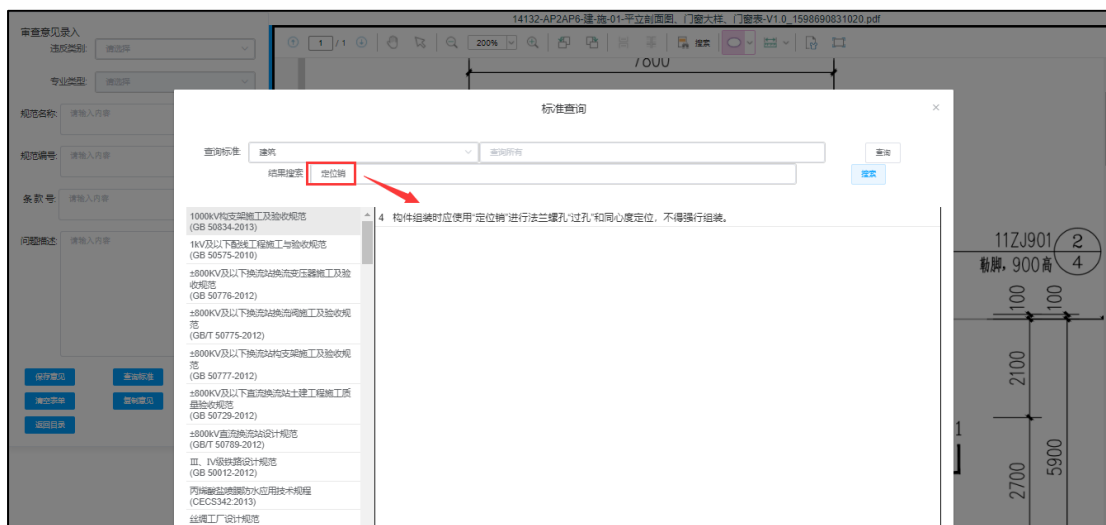 14132-AP2AP6-建-施-01-平立剖面图、门窗大样、门窗表-V1.0_1598690831020.pdf
审查意见录入
违反类别: 请选择
专业类型: 请选择
规范名称: 请输入内容
规范编号: 请输入内容
条款号: 请输入内容
问题描述: 请输入内容
保存意见 查询标准
清空表单 复制意见
返回目录
1 / 1 200% 搜索
7800
标准查询 ×
查询标准: 建筑 查询所有 查询
结果搜索: 定位销 搜索
1000kV构支架施工及验收规范
(GB 50834-2013)
1kV及以下配线工程施工与验收规范
(GB 50575-2010)
±800KV及以下换流站换流变压器施工及验
收规范
(GB 50776-2012)
±800KV及以下换流站换流阀施工及验收规
范
(GB/T 50775-2012)
±800KV及以下换流站构支架施工及验收规
范
(GB 50777-2012)
±800KV及以下直流换流站土建工程施工质
量验收规范
(GB 50729-2012)
±800kV直流换流站设计规范
(GB/T 50789-2012)
Ⅲ、Ⅳ级铁路设计规范
(GB 50012-2012)
丙烯酸盐喷膜防水应用技术规程
(CECS342:2013)
丝绸工厂设计规范
4 构件组装时应使用“定位销”进行法兰螺孔“过孔”和同心度定位，不得强行组装。
11ZJ901 2
勒脚，900高 4
100 100
2100
1
2700
5900